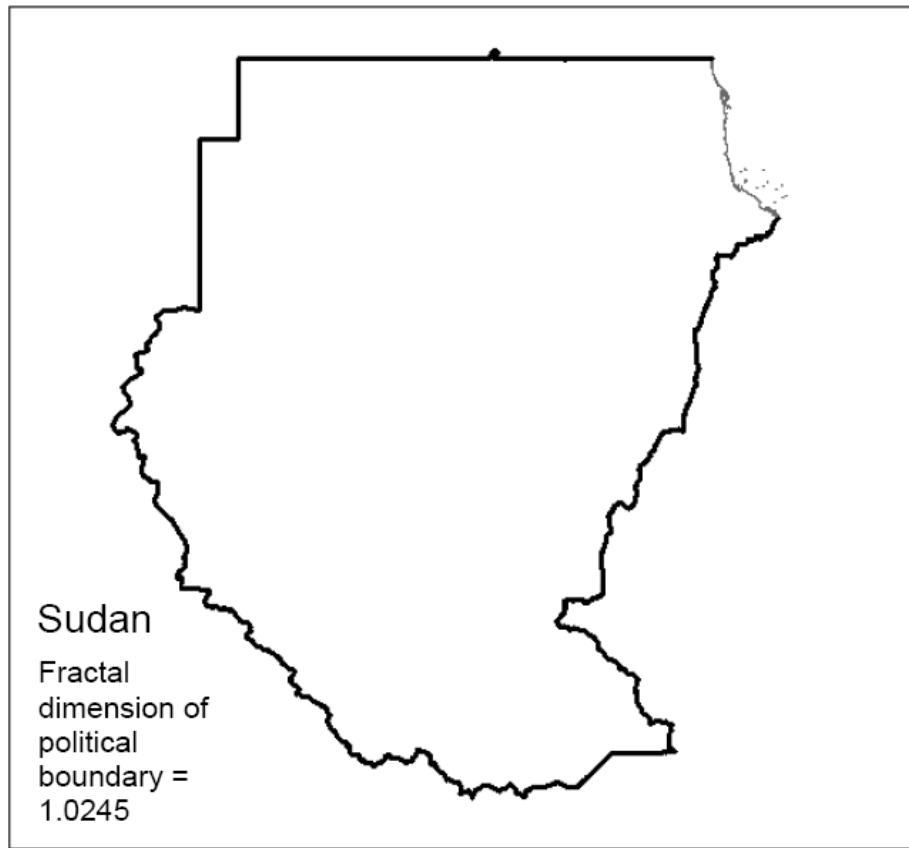 Sudan
Fractal
dimension of
political
boundary =
1.0245